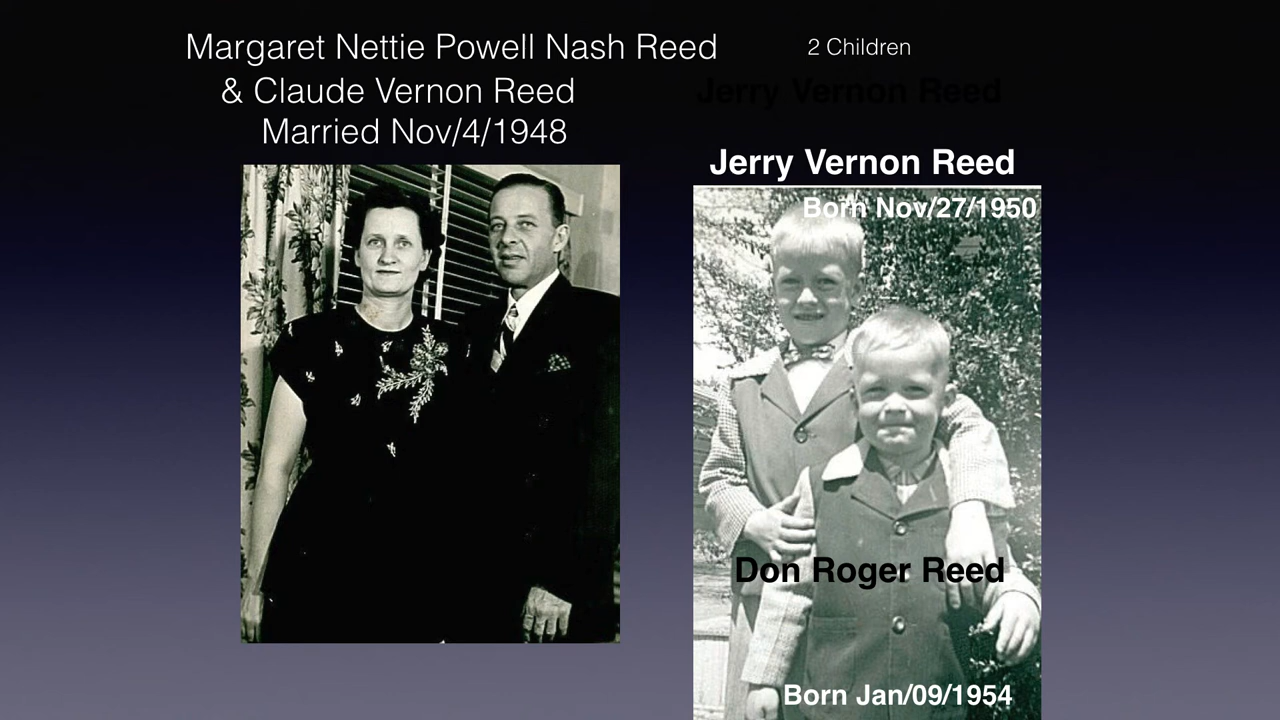 Margaret Nettie Powell Nash Reed
& Claude Vernon Reed
Married Nov/4/1948
2 Children
Jerry Vernon Reed
Jerry Vernon Reed
Born Nov/27/1950
Don Roger Reed
Born Jan/09/1954